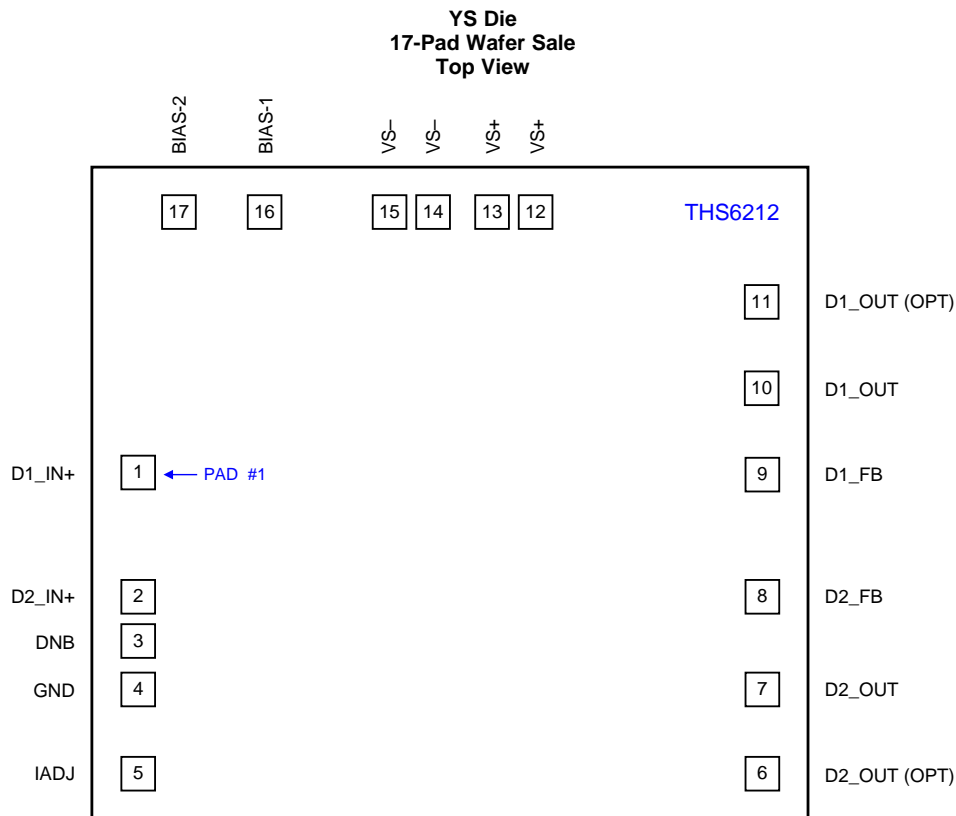 YS Die
17-Pad Wafer Sale
Top View
BIAS-2
BIAS-1
VS–
VS–
VS+
VS+
17
16
15
14
13
12
THS6212
11
D1_OUT (OPT)
10
D1_OUT
D1_IN+
1
PAD #1
9
D1_FB
D2_IN+
2
8
D2_FB
DNB
3
GND
4
7
D2_OUT
IADJ
5
6
D2_OUT (OPT)